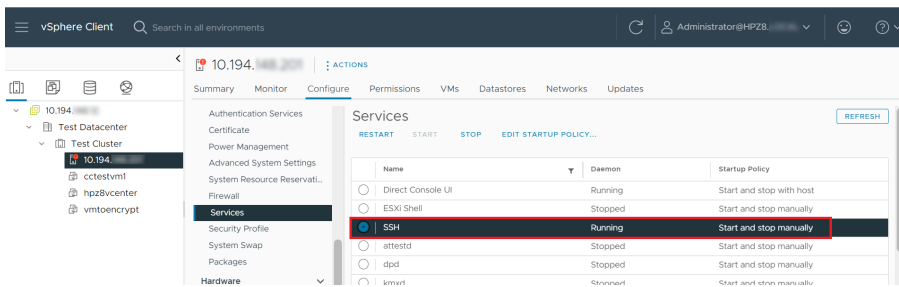 vSphere Client Search in all environments Administrator@HPZ8.
10.194. ACTIONS
Summary Monitor Configure Permissions VMs Datastores Networks Updates
10.194.
Test Datacenter
Test Cluster
10.194.
cctestvm1
hpz8vcenter
vmtoencrypt
Authentication Services
Certificate
Power Management
Advanced System Settings
System Resource Reservati...
Firewall
Services
Security Profile
System Swap
Packages
Hardware
Services REFRESH
RESTART START STOP EDIT STARTUP POLICY...
Name Daemon Startup Policy
Direct Console UI Running Start and stop with host
ESXi Shell Stopped Start and stop manually
SSH Running Start and stop manually
attestd Stopped Start and stop manually
dpd Stopped Start and stop manually
kmxd Stopped Start and stop manually